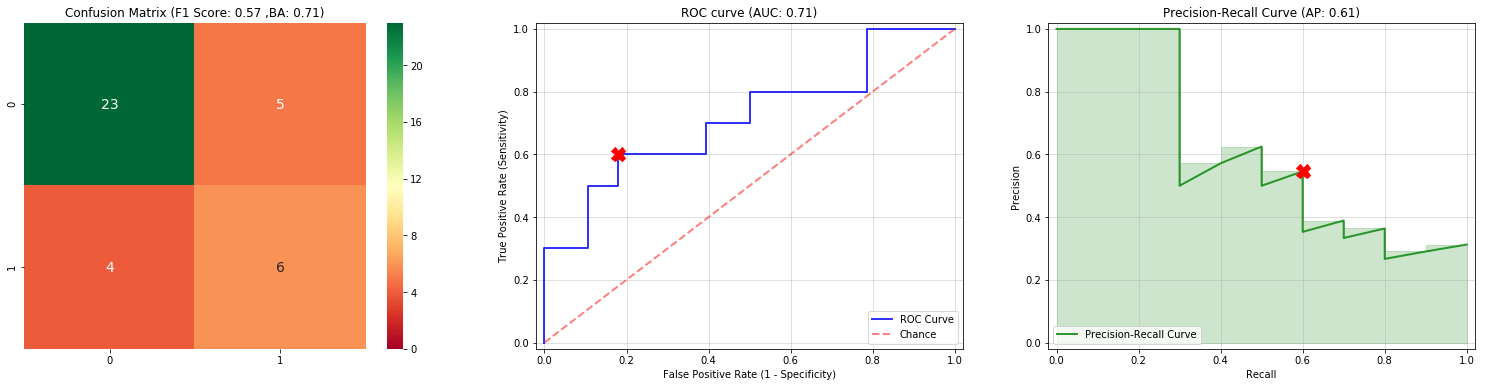 Confusion Matrix (F1 Score: 0.57 ,BA: 0.71)
0
1
23
5
4
6
0
1
20
16
12
8
4
0
ROC curve (AUC: 0.71)
True Positive Rate (Sensitivity)
1.0
0.8
0.6
0.4
0.2
0.0
ROC Curve
Chance
0.0 0.2 0.4 0.6 0.8 1.0
False Positive Rate (1 - Specificity)
Precision-Recall Curve (AP: 0.61)
Precision
1.0
0.8
0.6
0.4
0.2
0.0
Precision-Recall Curve
0.0 0.2 0.4 0.6 0.8 1.0
Recall